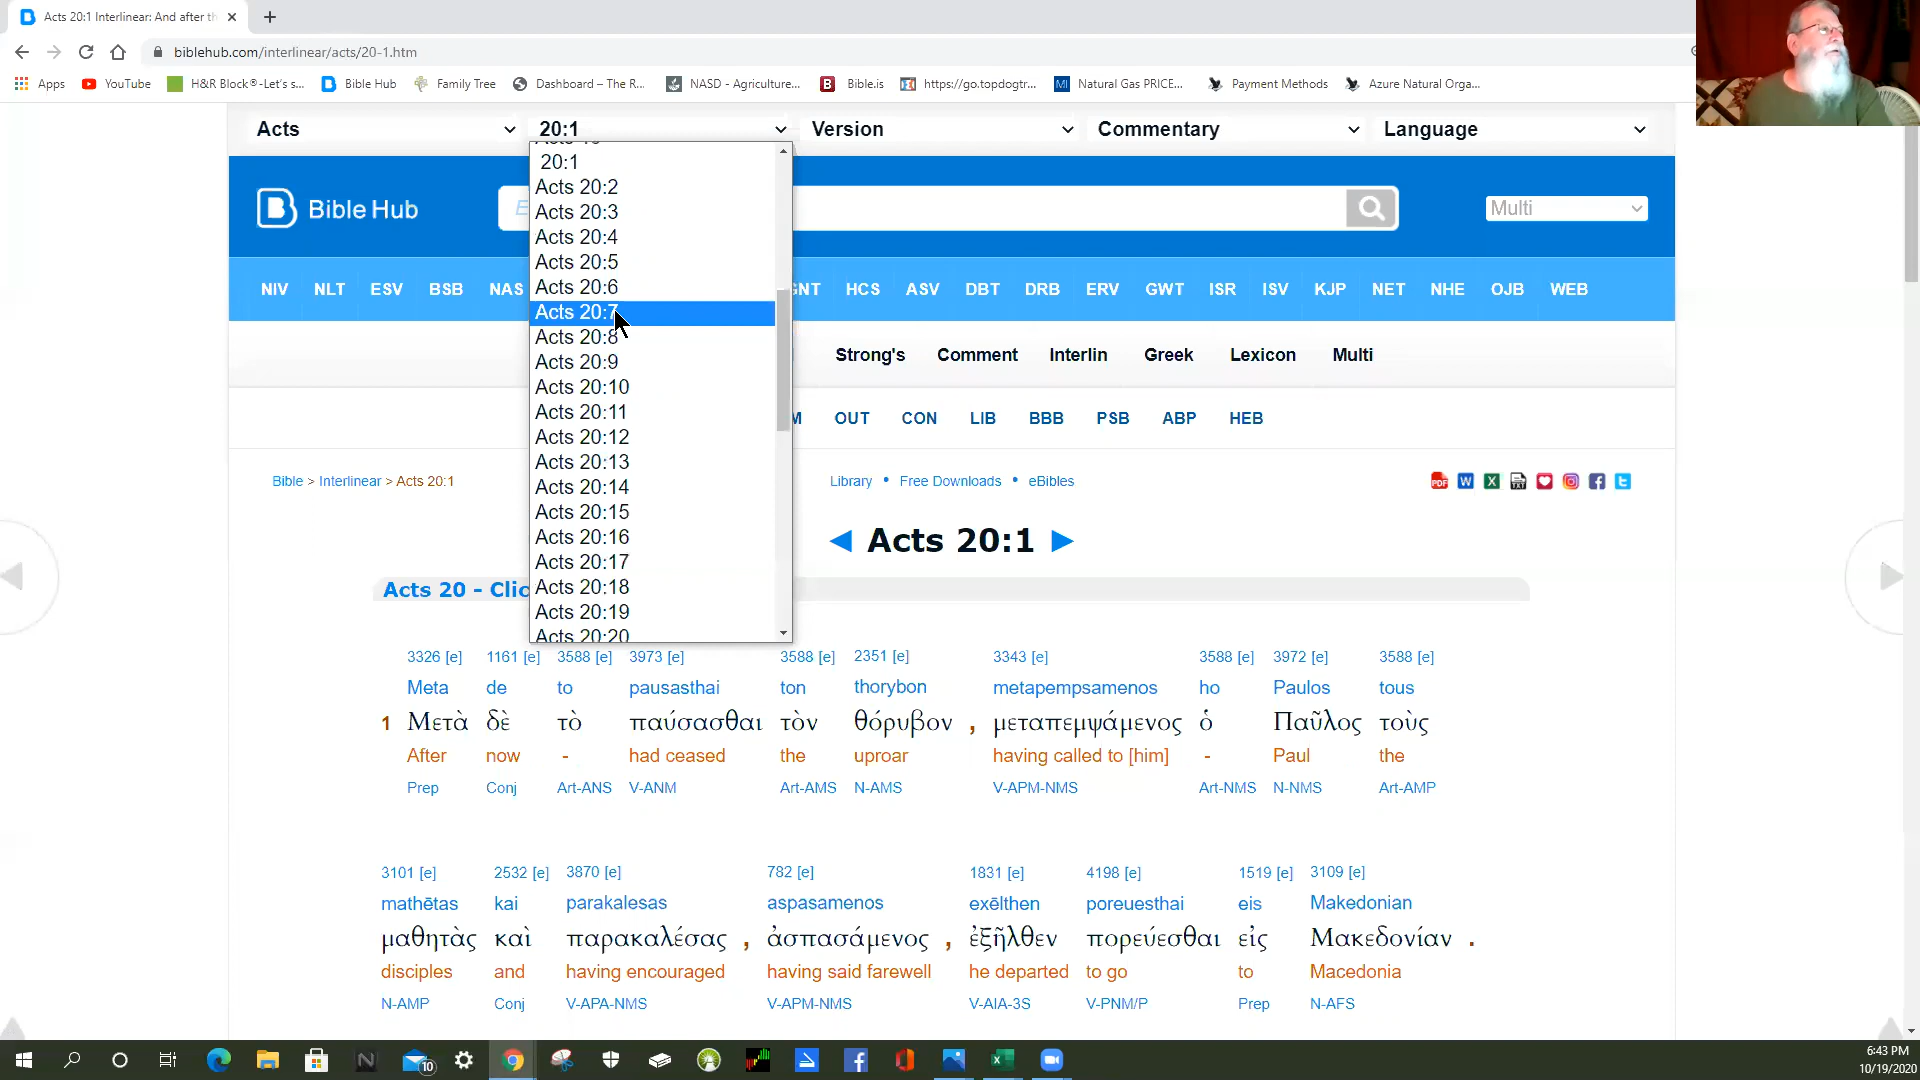 Acts 20:1 Interlinear: And after th
biblehub.com/interlinear/acts/20-1.htm
Apps YouTube H&R Block®-Let's s... Bible Hub Family Tree Dashboard – The R... NASD - Agriculture... Bible.is https://go.topdogtr... Natural Gas PRICE... Payment Methods Azure Natural Orga...
Acts 20:1 Version Commentary Language
20:1
Acts 20:2
Acts 20:3
Acts 20:4
Acts 20:5
Acts 20:6
Acts 20:7
Acts 20:8
Acts 20:9
Acts 20:10
Acts 20:11
Acts 20:12
Acts 20:13
Acts 20:14
Acts 20:15
Acts 20:16
Acts 20:17
Acts 20:18
Acts 20:19
Acts 20:20
Bible Hub Multi
NIV NLT ESV BSB NAS GNT HCS ASV DBT DRB ERV GWT ISR ISV KJP NET NHE OJB WEB
Strong's Comment Interlin Greek Lexicon Multi
OUT CON LIB BBB PSB ABP HEB
Bible > Interlinear > Acts 20:1 Library • Free Downloads • eBibles
◄ Acts 20:1 ►
Acts 20 - Clic
3326 [e] 1161 [e] 3588 [e] 3973 [e] 3588 [e] 2351 [e] 3343 [e] 3588 [e] 3972 [e] 3588 [e]
Meta de to pausasthai ton thorybon metapempsamenos ho Paulos tous
1 Μετὰ δὲ τὸ παύσασθαι τὸν θόρυβον , μεταπεμψάμενος ὁ Παῦλος τοὺς
After now - had ceased the uproar having called to [him] - Paul the
Prep Conj Art-ANS V-ANM Art-AMS N-AMS V-APM-NMS Art-NMS N-NMS Art-AMP
3101 [e] 2532 [e] 3870 [e] 782 [e] 1831 [e] 4198 [e] 1519 [e] 3109 [e]
mathētas kai parakalesas aspasamenos exēlthen poreuesthai eis Makedonian
μαθητὰς καὶ παρακαλέσας , ἀσπασάμενος , ἐξῆλθεν πορεύεσθαι εἰς Μακεδονίαν .
disciples and having encouraged having said farewell he departed to go to Macedonia
N-AMP Conj V-APA-NMS V-APM-NMS V-AIA-3S V-PNM/P Prep N-AFS
10
6:43 PM
10/19/2020